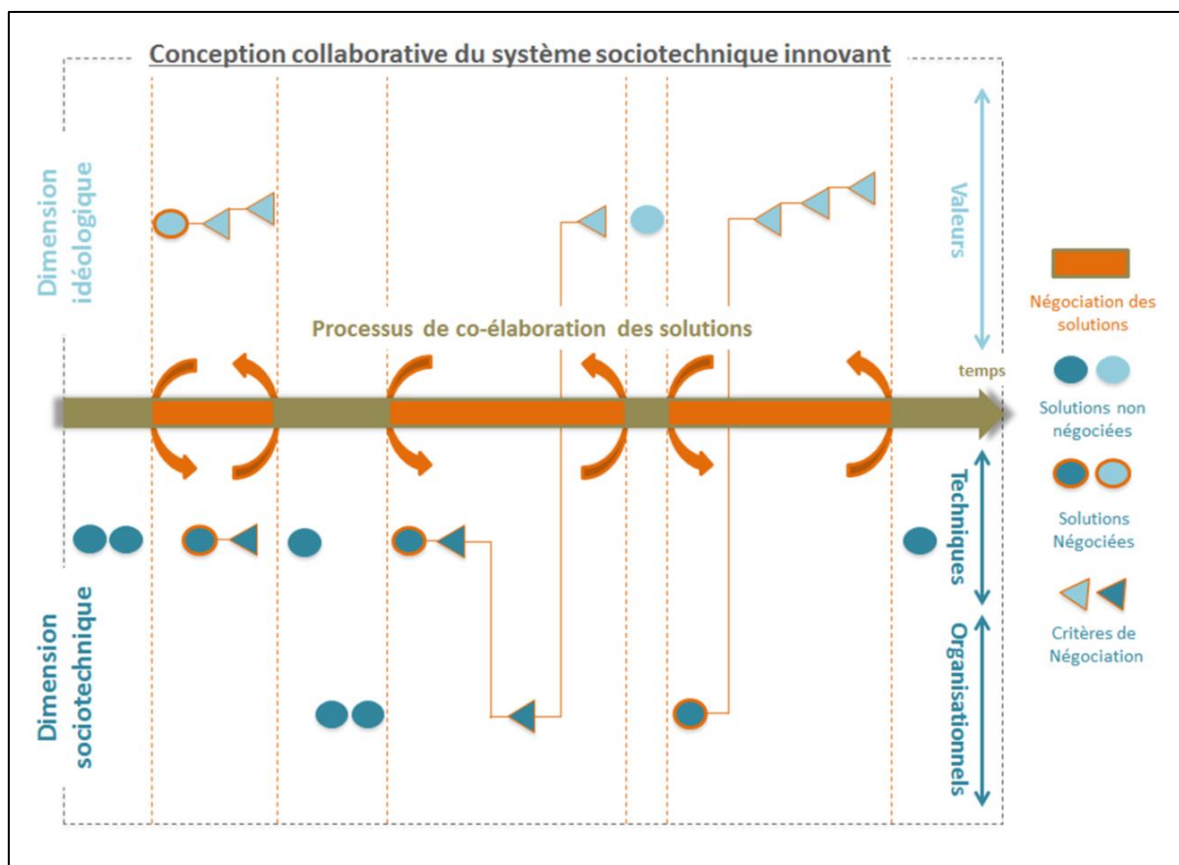 Conception collaborative du système sociotechnique innovant
Dimension
idéologique
Valeurs
Processus de co-élaboration des solutions
temps
Dimension
sociotechnique
Techniques
Organisationnels
Négociation des
solutions
Solutions non
négociées
Solutions
Négociées
Critères de
Négociation